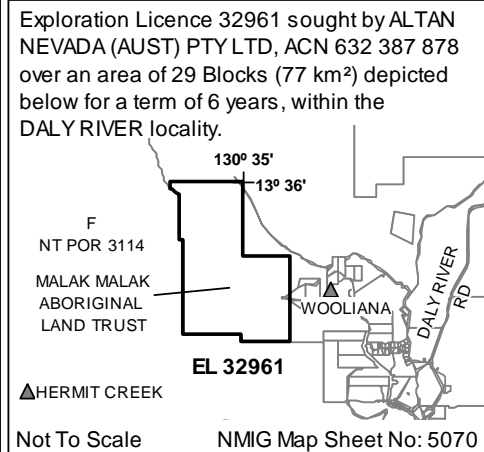 Exploration Licence 32961 sought by ALTAN
NEVADA (AUST) PTY LTD, ACN 632 387 878
over an area of 29 Blocks (77 km²) depicted
below for a term of 6 years, within the
DALY RIVER locality.
130º 35'
13º 36'
F
NT POR 3114
MALAK MALAK
ABORIGINAL
LAND TRUST
WOOLIANA
DALY RIVER
RD
EL 32961
HERMIT CREEK
Not To Scale
NMIG Map Sheet No: 5070